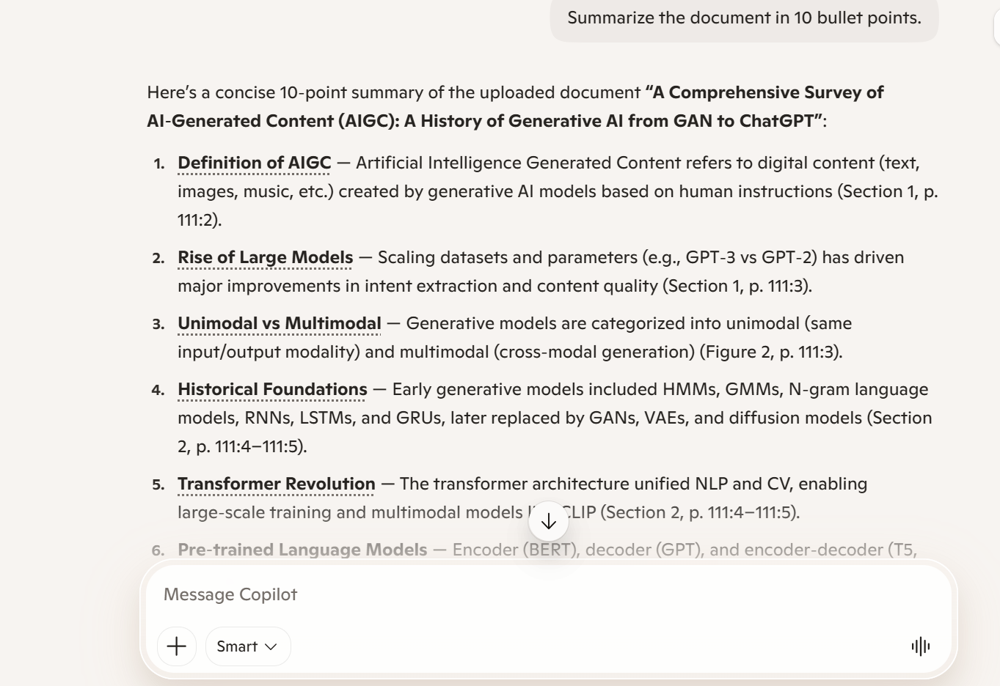 Summarize the document in 10 bullet points.
Here’s a concise 10-point summary of the uploaded document “A Comprehensive Survey of
AI-Generated Content (AIGC): A History of Generative AI from GAN to ChatGPT”:
1. Definition of AIGC — Artificial Intelligence Generated Content refers to digital content (text,
images, music, etc.) created by generative AI models based on human instructions (Section 1, p.
111:2).
2. Rise of Large Models — Scaling datasets and parameters (e.g., GPT-3 vs GPT-2) has driven
major improvements in intent extraction and content quality (Section 1, p. 111:3).
3. Unimodal vs Multimodal — Generative models are categorized into unimodal (same
input/output modality) and multimodal (cross-modal generation) (Figure 2, p. 111:3).
4. Historical Foundations — Early generative models included HMMs, GMMs, N-gram language
models, RNNs, LSTMs, and GRUs, later replaced by GANs, VAEs, and diffusion models (Section
2, p. 111:4–111:5).
5. Transformer Revolution — The transformer architecture unified NLP and CV, enabling
large-scale training and multimodal models CLIP (Section 2, p. 111:4–111:5).
6. Pre-trained Language Models — Encoder (BERT), decoder (GPT), and encoder-decoder (T5,
Message Copilot
Smart